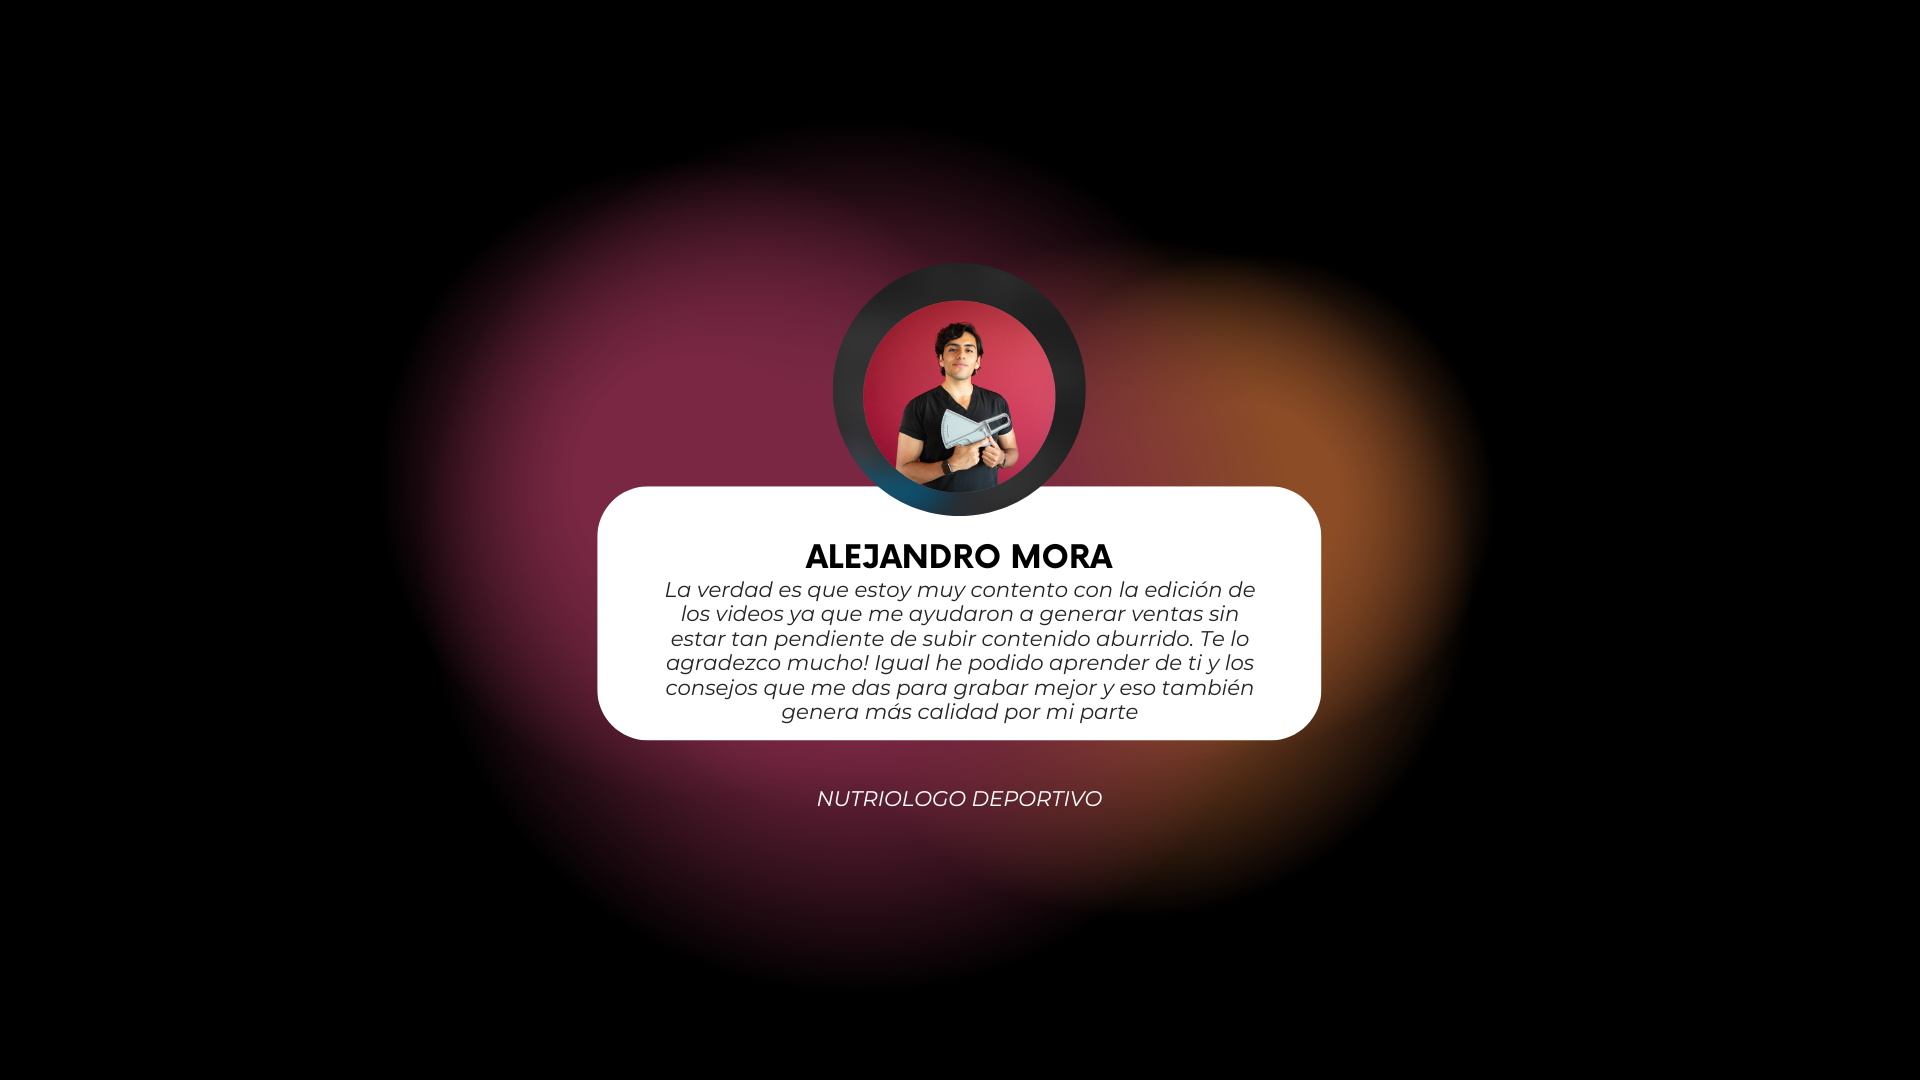 ALEJANDRO MORA
La verdad es que estoy muy contento con la edición de
los videos ya que me ayudaron a generar ventas sin
estar tan pendiente de subir contenido aburrido. Te lo
agradezco mucho! Igual he podido aprender de ti y los
consejos que me das para grabar mejor y eso también
genera más calidad por mi parte
NUTRIOLOGO DEPORTIVO